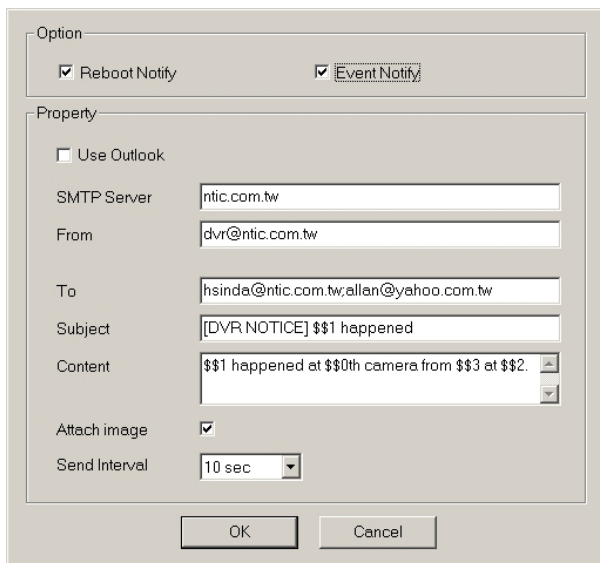 Option
Reboot Notify Event Notify
Property
Use Outlook
SMTP Server ntic.com.tw
From dvr@ntic.com.tw
To hsinda@ntic.com.tw;allan@yahoo.com.tw
Subject [DVR NOTICE] $$1 happened
Content $$1 happened at $$0th camera from $$3 at $$2.
Attach image
Send Interval 10 sec
OK Cancel